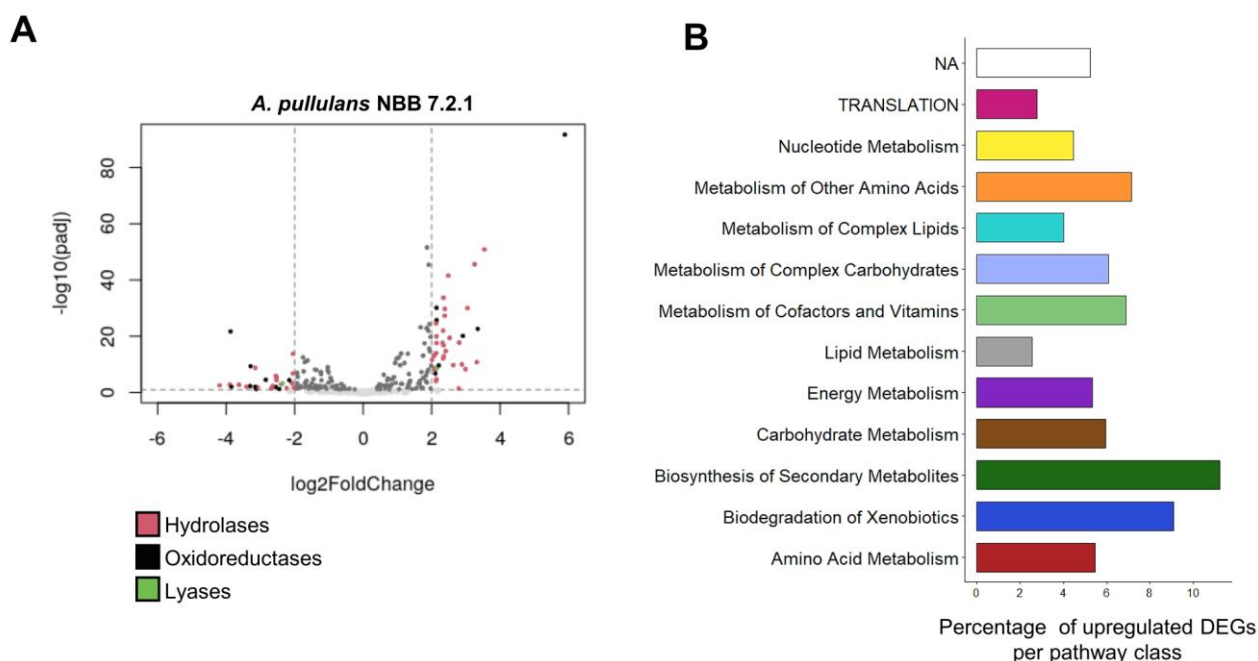 A
A. pullulans NBB 7.2.1
-log10(padj)
80
60
40
20
0
-6 -4 -2 0 2 4 6
log2FoldChange
Hydrolases
Oxidoreductases
Lyases
B
NA
TRANSLATION
Nucleotide Metabolism
Metabolism of Other Amino Acids
Metabolism of Complex Lipids
Metabolism of Complex Carbohydrates
Metabolism of Cofactors and Vitamins
Lipid Metabolism
Energy Metabolism
Carbohydrate Metabolism
Biosynthesis of Secondary Metabolites
Biodegradation of Xenobiotics
Amino Acid Metabolism
0 2 4 6 8 10
Percentage of upregulated DEGs
per pathway class